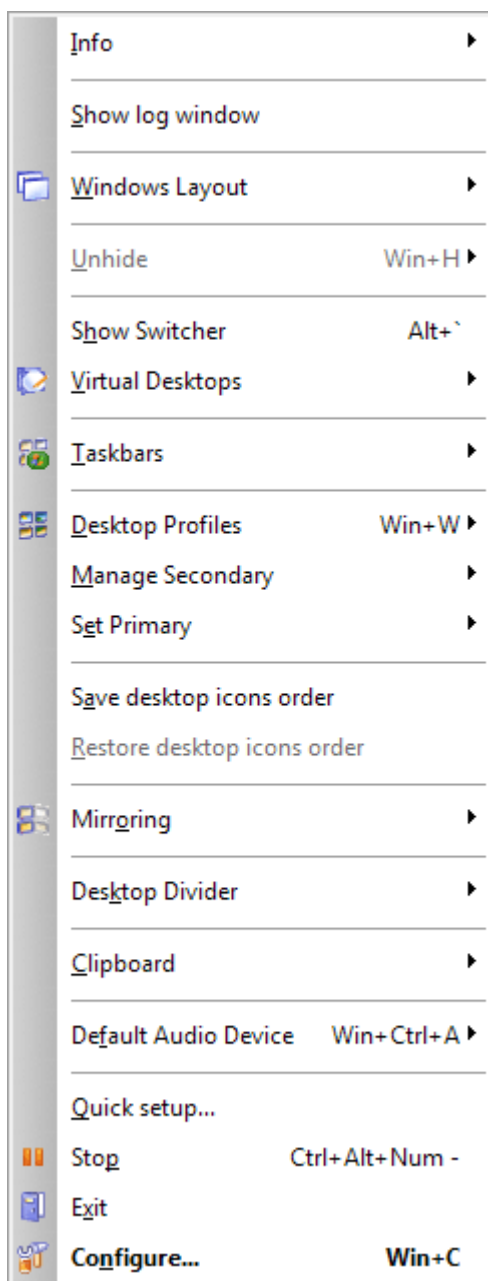 Info
Show log window
Windows Layout
Unhide Win+H
Show Switcher Alt+`
Virtual Desktops
Taskbars
Desktop Profiles Win+W
Manage Secondary
Set Primary
Save desktop icons order
Restore desktop icons order
Mirroring
Desktop Divider
Clipboard
Default Audio Device Win+Ctrl+A
Quick setup...
Stop Ctrl+Alt+Num -
Exit
Configure... Win+C